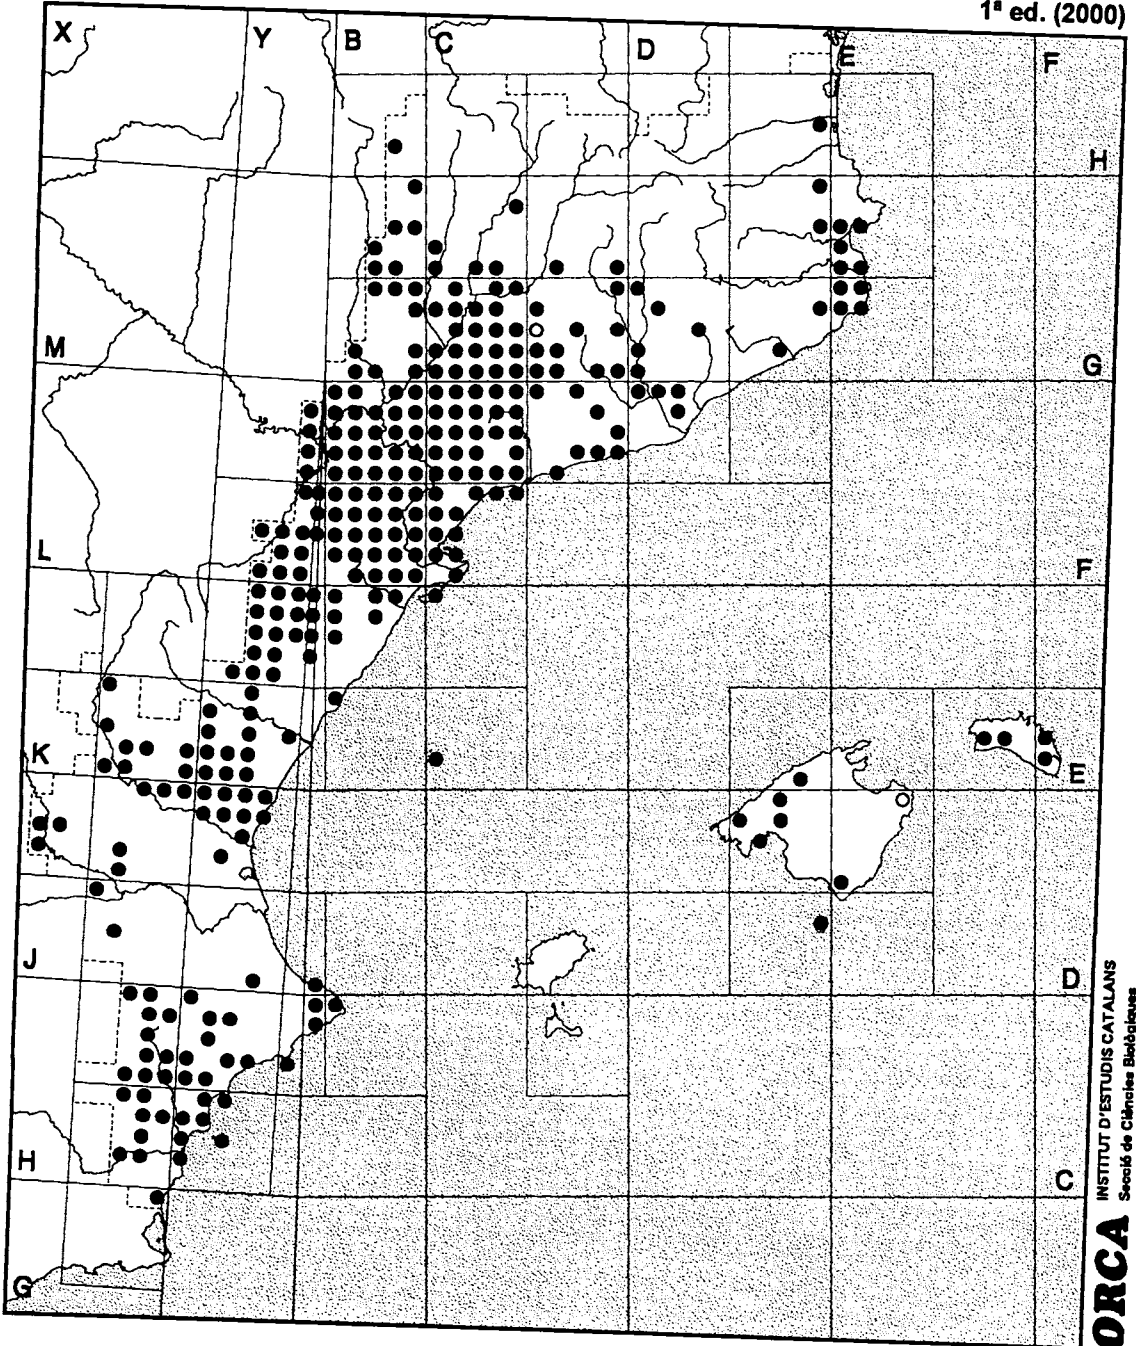 1ª ed. (2000)
X
Y
B
C
D
E
F
H
M
G
L
F
K
E
J
D
H
C
G
INSTITUT D'ESTUDIS CATALANS
Secció de Ciències Biològiques
ORCA